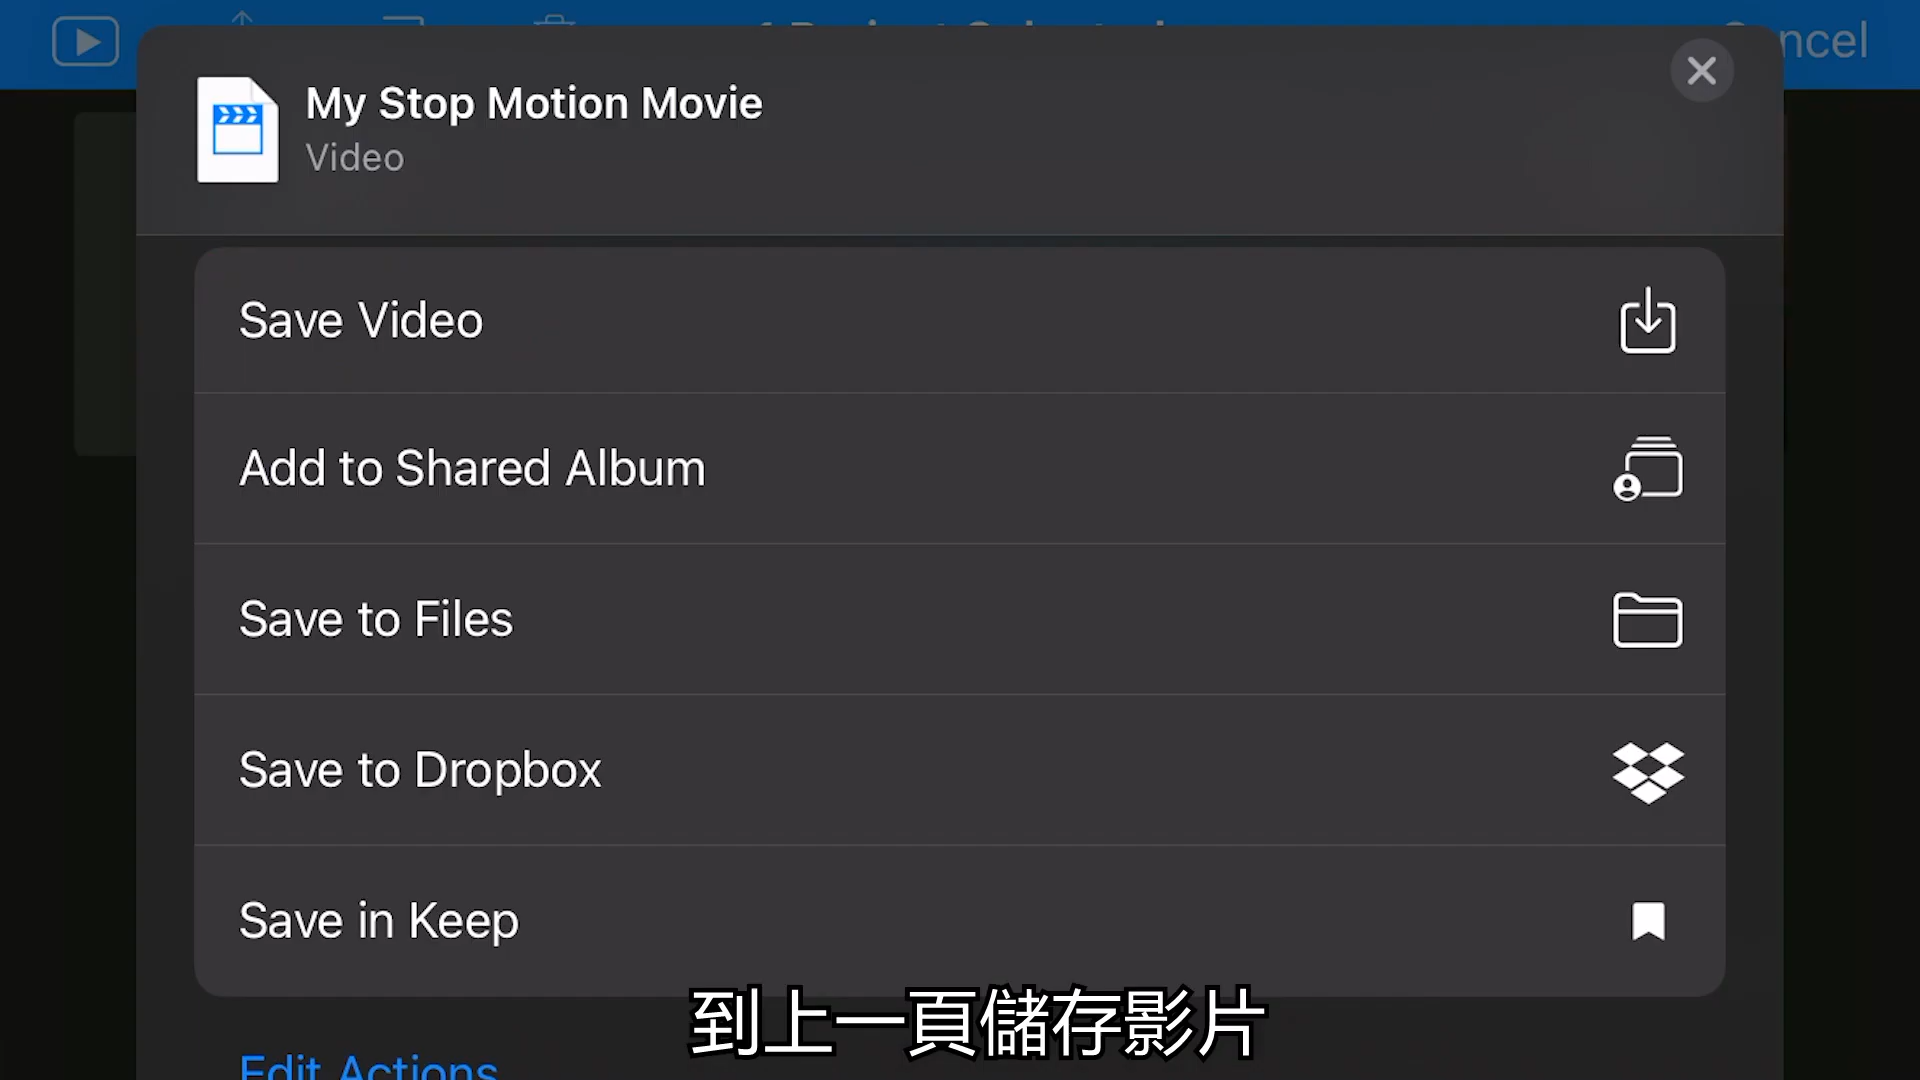 My Stop Motion Movie
Video
Save Video
Add to Shared Album
Save to Files
Save to Dropbox
Save in Keep
Edit Actions
到上一頁儲存影片